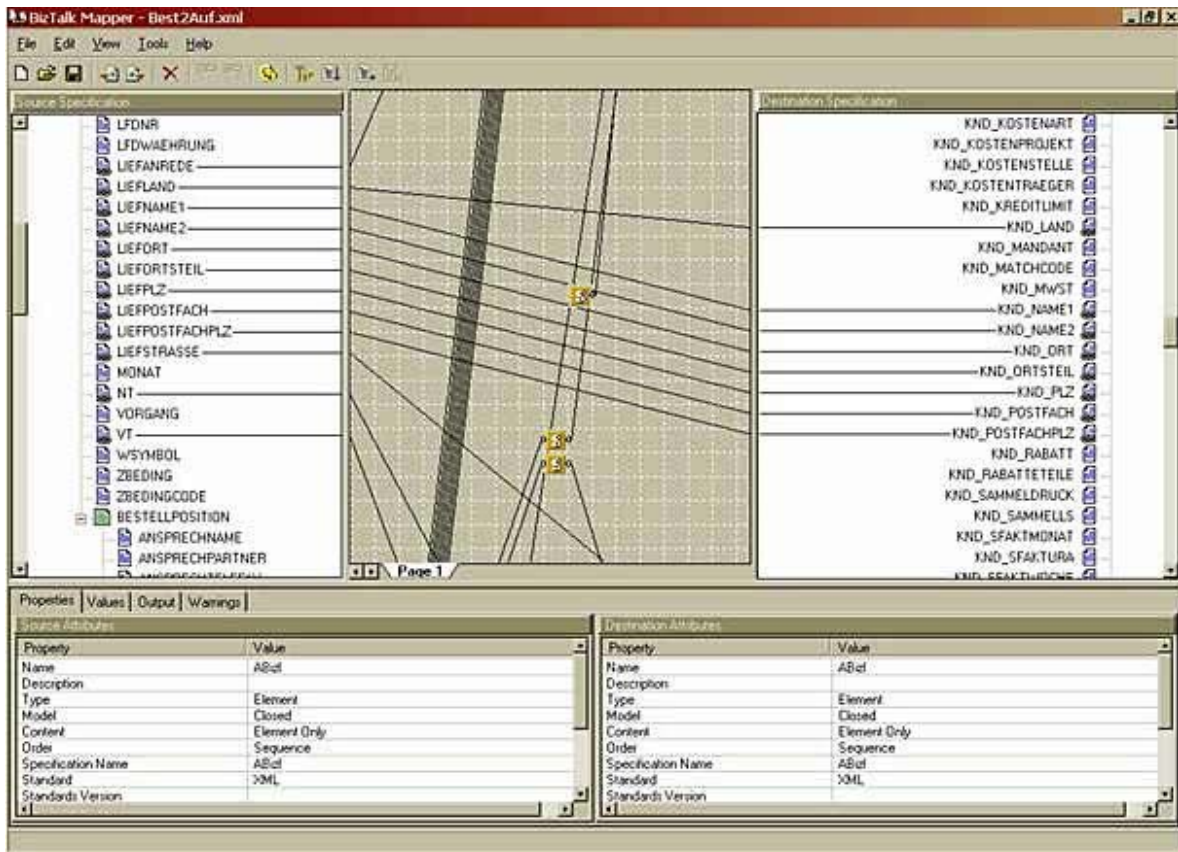 BizTalk Mapper - Best2Auf.xml
File Edit View Tools Help
Source Specification
LFDNR
LFDWAEHRUNG
LIEFANREDE
LIEFLAND
LIEFNAME1
LIEFNAME2
LIEFORT
LIEFORTSTEIL
LIEFPLZ
LIEFPOSTFACH
LIEFPOSTFACHPLZ
LIEFSTRASSE
MONAT
NT
VORGANG
VT
WSYMBOL
ZBEDING
ZBEDINGCODE
BESTELLPOSITION
ANSPRECHNAME
ANSPRECHPARTNER
Page 1
Destination Specification
KND_KOSTENART
KND_KOSTENPROJEKT
KND_KOSTENSTELLE
KND_KOSTENTRAEGER
KND_KREDITLIMIT
KND_LAND
KND_MANDANT
KND_MATCHCODE
KND_MWST
KND_NAME1
KND_NAME2
KND_ORT
KND_ORTSTEIL
KND_PLZ
KND_POSTFACH
KND_POSTFACHPLZ
KND_RABATT
KND_RABATTETEILE
KND_SAMMELDRUCK
KND_SAMMELLS
KND_SFAKTMONAT
KND_SFAKTURA
KND_SFAKTWOCHE
Properties Values Output Warnings
Source Attributes
Property Value
Name
Description
Type Element
Model Closed
Content Element Only
Order Sequence
Specification Name
Standard XML
Standards Version
Destination Attributes
Property Value
Name
Description
Type Element
Model Closed
Content Element Only
Order Sequence
Specification Name
Standard XML
Standards Version